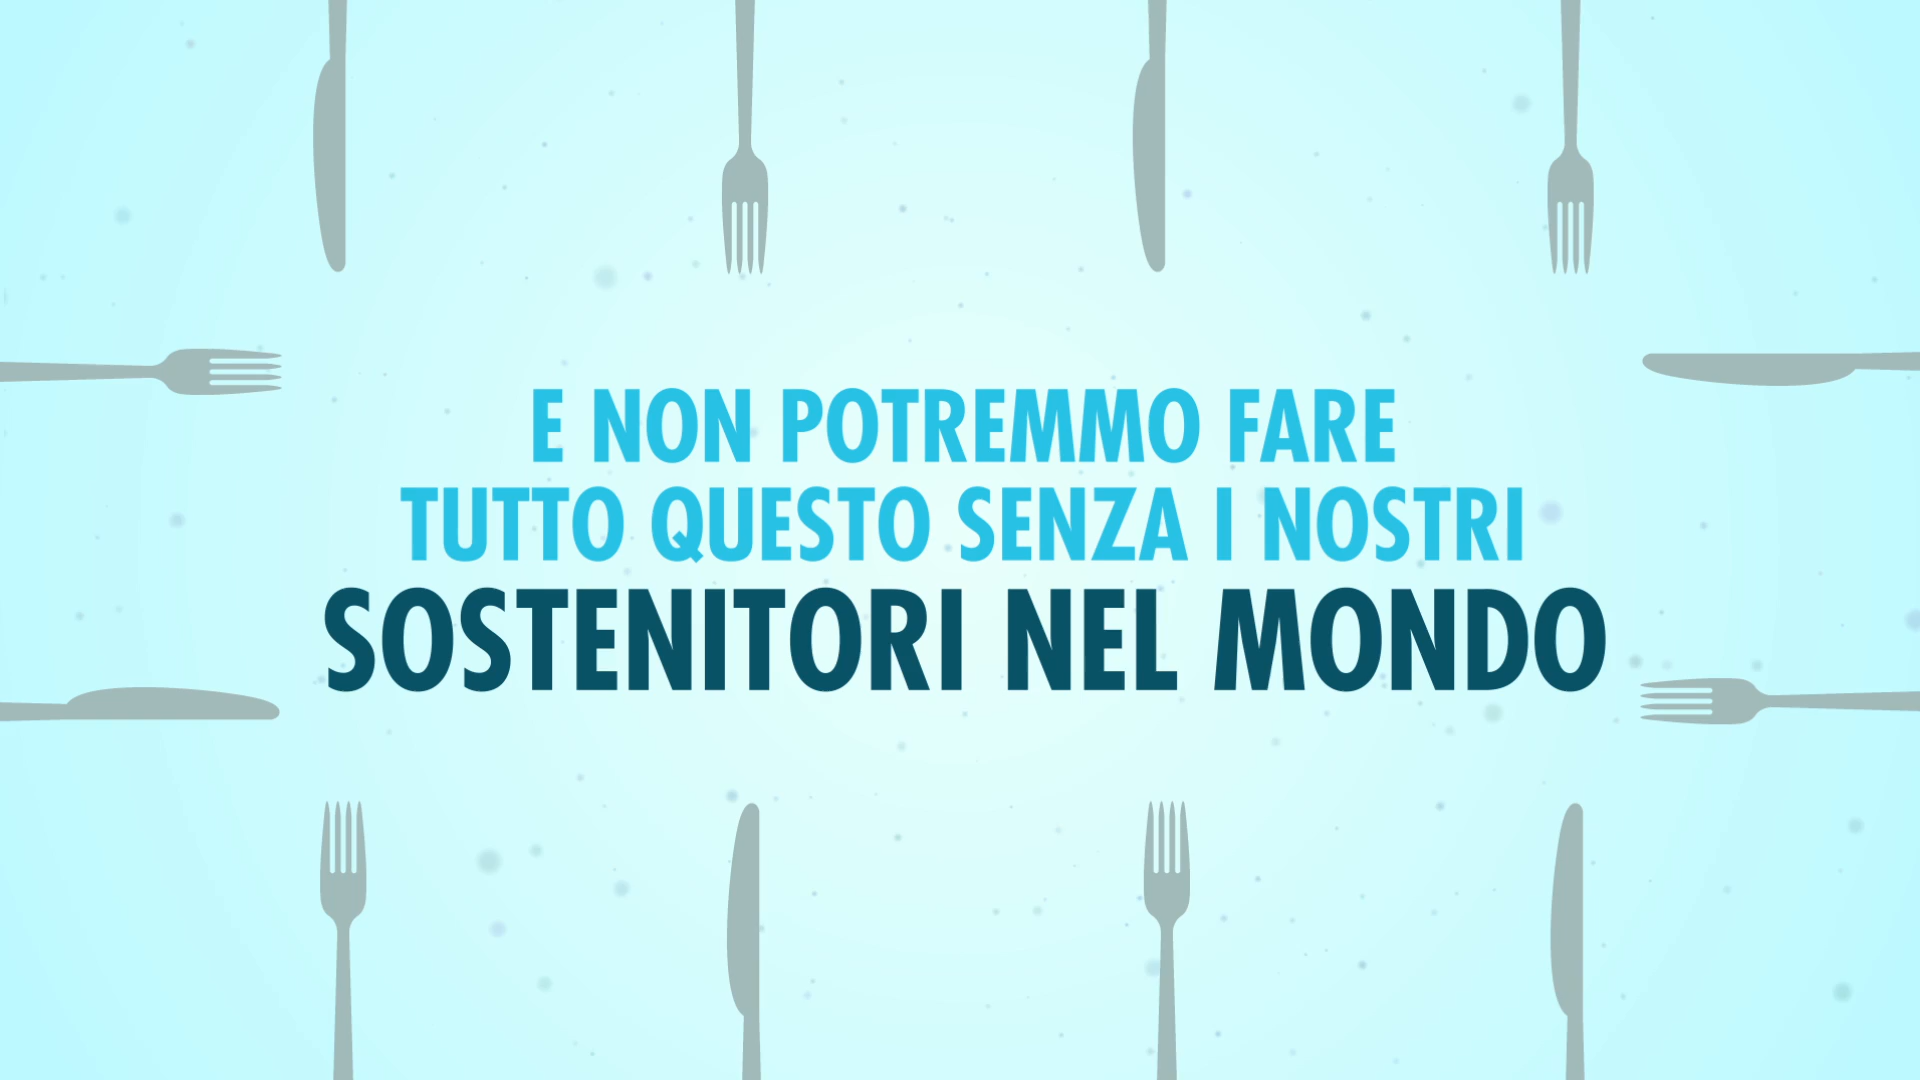 E NON POTREMMO FARE
TUTTO QUESTO SENZA I NOSTRI
SOSTENITORI NEL MONDO